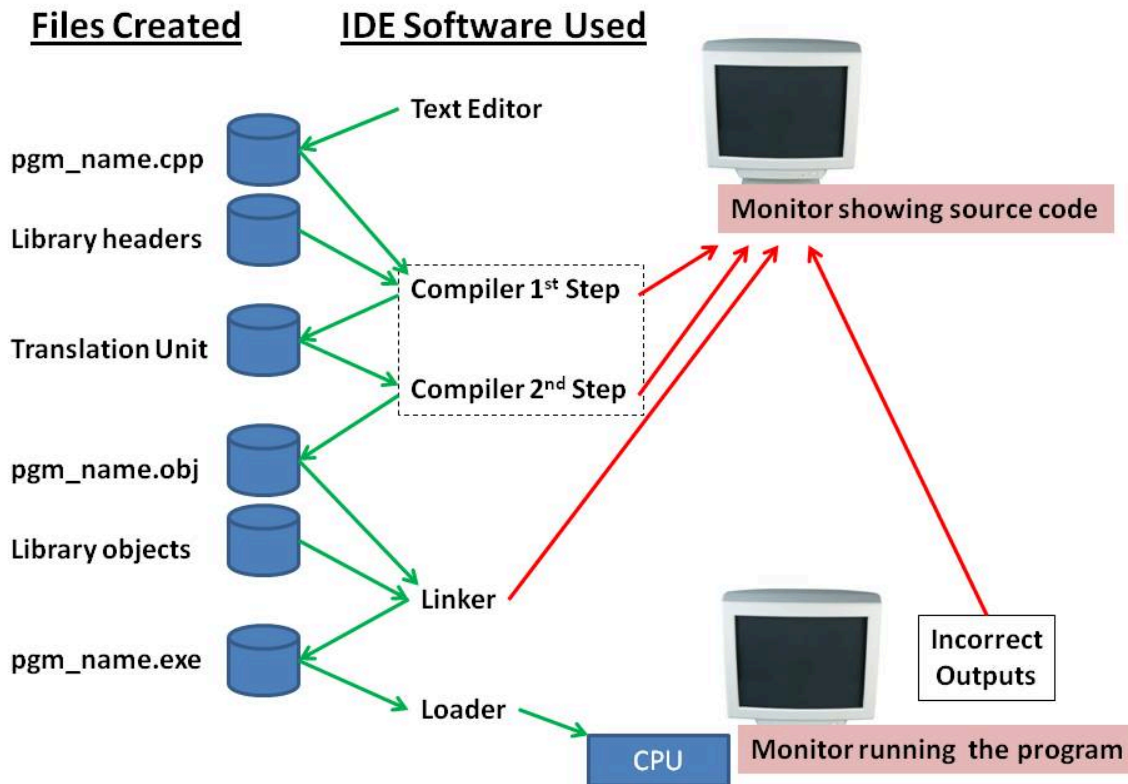 Files Created
IDE Software Used
Text Editor
pgm_name.cpp
Monitor showing source code
Library headers
Compiler 1st Step
Translation Unit
Compiler 2nd Step
pgm_name.obj
Library objects
Linker
Incorrect
Outputs
pgm_name.exe
Loader
CPU
Monitor running the program